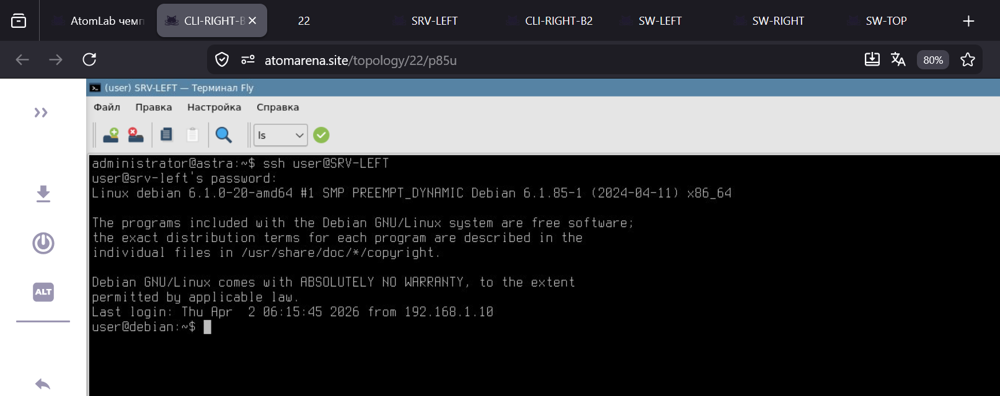 AtomLab чемп
CLI-RIGHT-B
22
SRV-LEFT
CLI-RIGHT-B2
SW-LEFT
SW-RIGHT
SW-TOP
atomarena.site/topology/22/p85u
80%
(user) SRV-LEFT — Терминал Fly
Файл Правка Настройка Справка
ls
ALT
administrator@astra:~$ ssh user@SRV-LEFT
user@srv-left's password:
Linux debian 6.1.0-20-amd64 #1 SMP PREEMPT_DYNAMIC Debian 6.1.85-1 (2024-04-11) x86_64
The programs included with the Debian GNU/Linux system are free software;
the exact distribution terms for each program are described in the
individual files in /usr/share/doc/*/copyright.
Debian GNU/Linux comes with ABSOLUTELY NO WARRANTY, to the extent
permitted by applicable law.
Last login: Thu Apr  2 06:15:45 2026 from 192.168.1.10
user@debian:~$